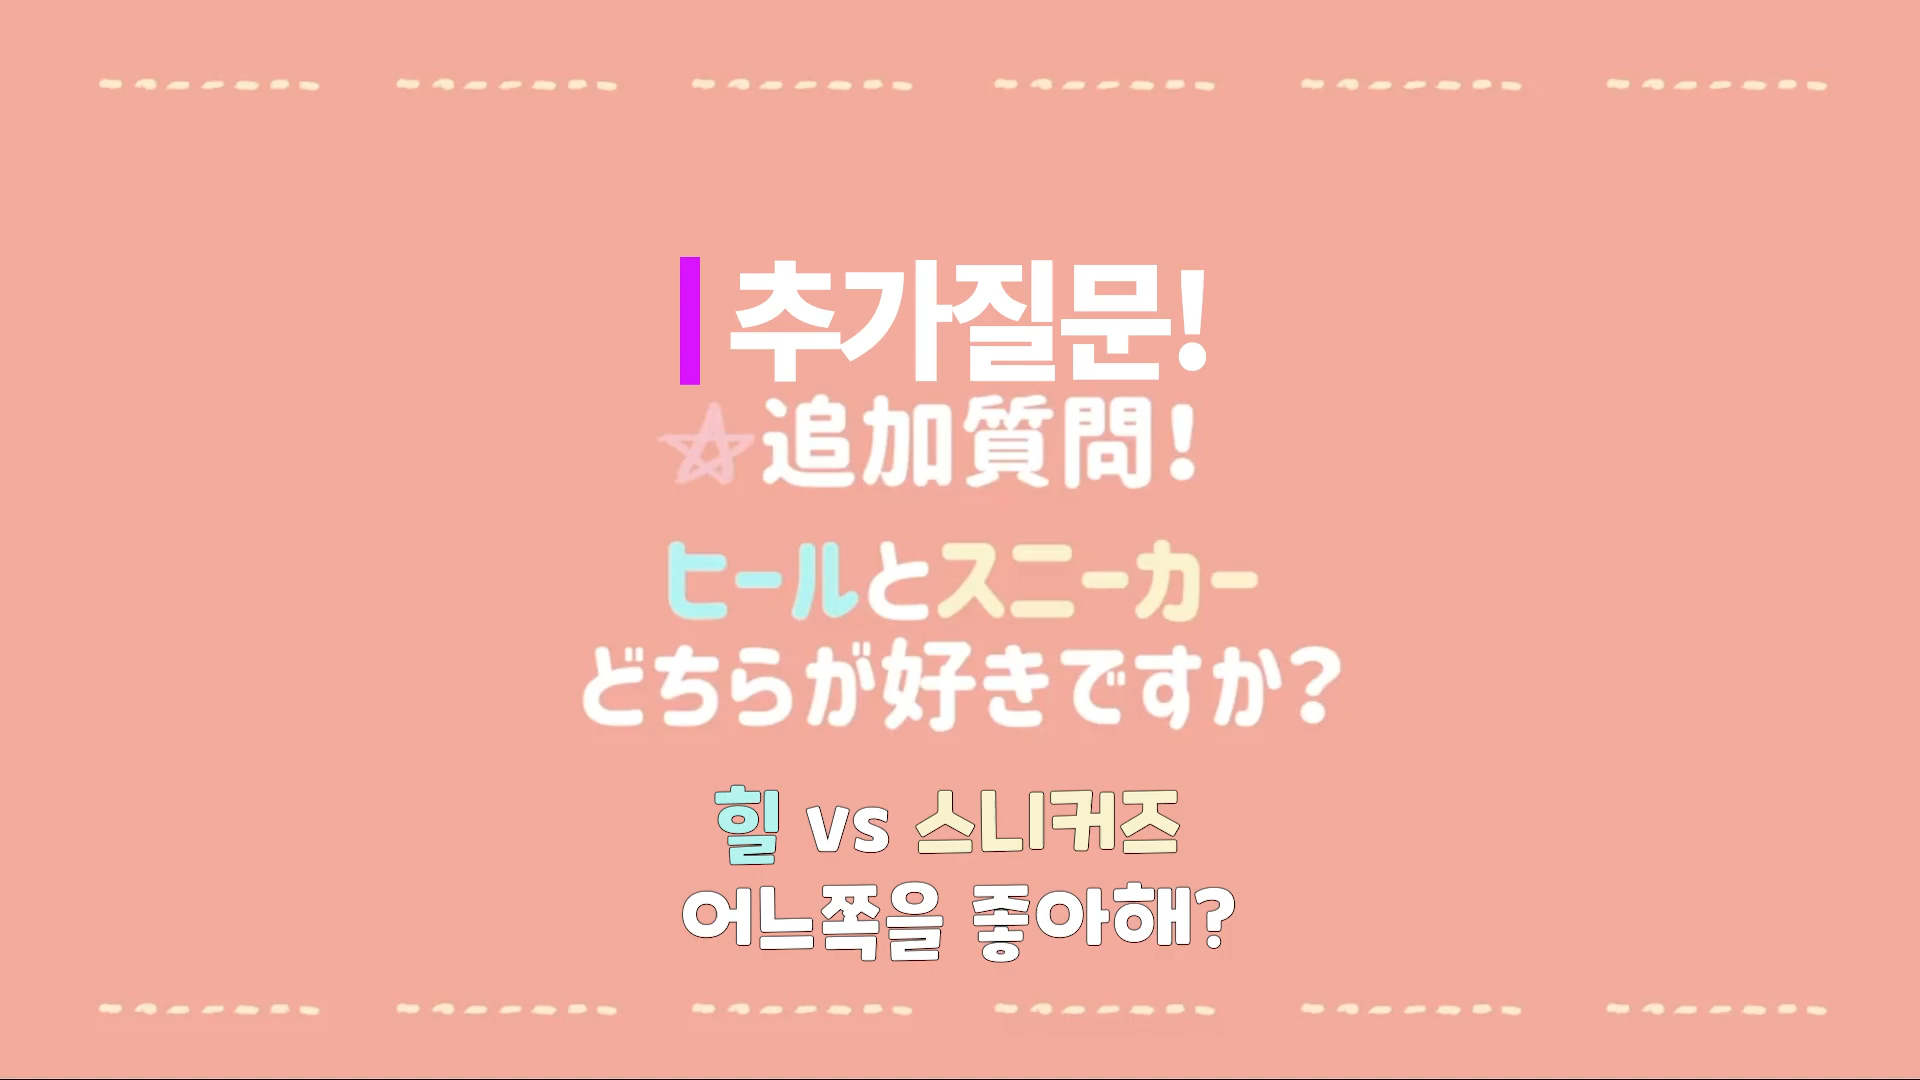 추가질문!
☆追加質問!
ヒールとスニーカー
どちらが好きですか?
힐 vs 스니커즈
어느쪽을 좋아해?